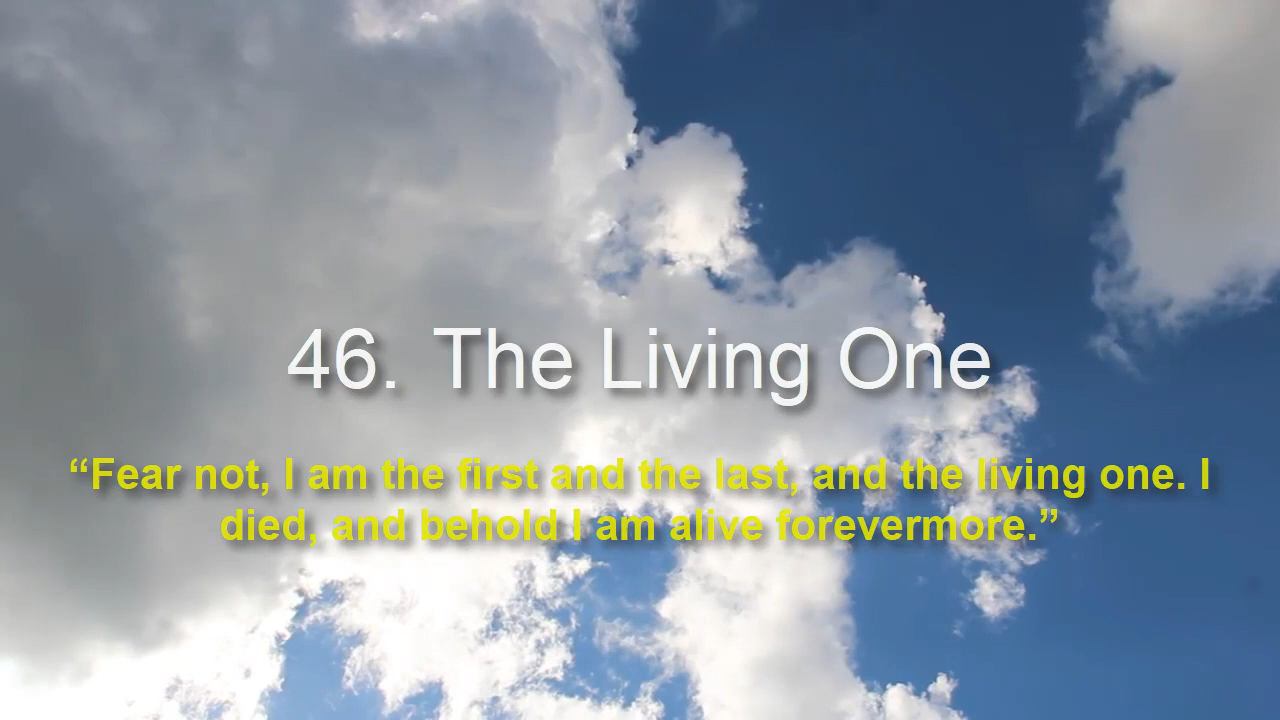 46. The Living One
“Fear not, I am the first and the last, and the living one. I
died, and behold I am alive forevermore.”